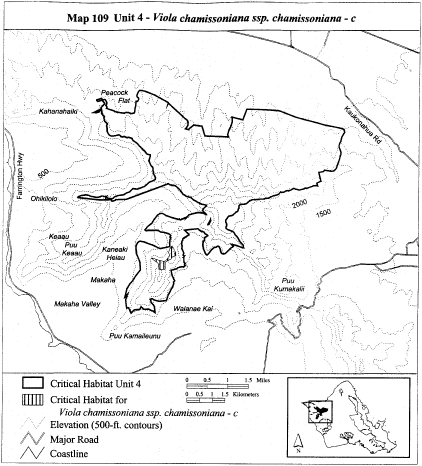 Map 109 Unit 4 - Viola chamissoniana ssp. chamissoniana - c
Peacock
Flat
Kahanahaiki
Kaukonahua Rd
Farrington Hwy
500
Ohikilolo
2000
1500
Keaau
Puu
Keaau
Kaneaki
Heiau
Makaha
Puu
Kumakalii
Makaha Valley
Waianae Kai
Puu Kamaileunu
Critical Habitat Unit 4
Critical Habitat for
Viola chamissoniana ssp. chamissoniana - c
Elevation (500-ft. contours)
Major Road
Coastline
0 0.5 1 1.5 Miles
0 0.5 1 1.5 Kilometers
N